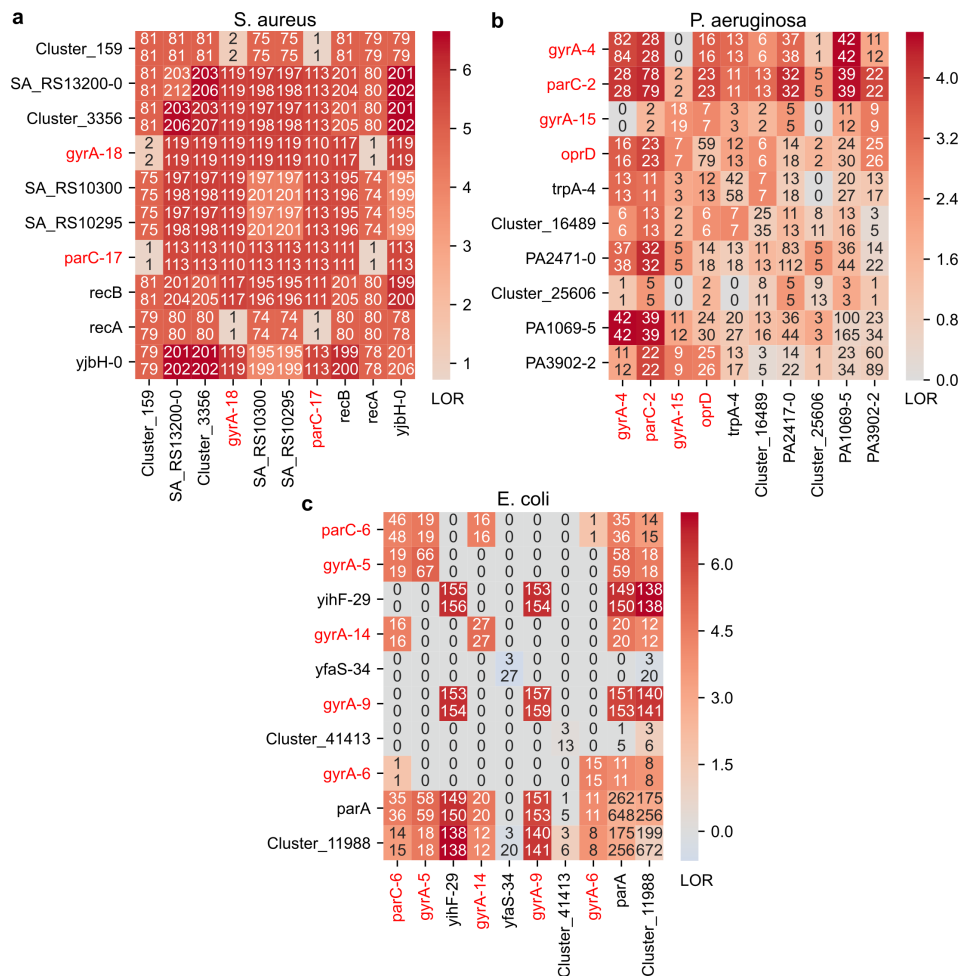 a
S. aureus
Cluster_159
81 81 81 2 75 75 1 81 79 79
81 81 81 2 75 75 1 81 79 79
SA_RS13200-0
81 203 203 119 197 197 113 201 80 201
81 212 206 119 198 198 113 204 80 202
Cluster_3356
81 203 203 119 197 197 113 201 80 201
81 206 207 119 198 198 113 205 80 202
gyrA-18
2 119 119 119 119 119 110 117 1 119
2 119 119 119 119 119 110 117 1 119
SA_RS10300
75 197 197 119 197 197 113 195 74 195
75 198 198 119 201 201 113 196 74 199
SA_RS10295
75 197 197 119 197 197 113 195 74 195
75 198 198 119 201 201 113 196 74 199
parC-17
1 113 113 110 113 113 113 111 1 113
1 113 113 110 113 113 113 111 1 113
recB
81 201 201 117 195 195 111 201 80 199
81 204 205 117 196 196 111 205 80 200
recA
79 80 80 1 74 74 1 80 80 78
79 80 80 1 74 74 1 80 80 78
yjbH-0
79 201 201 119 195 195 113 199 78 201
79 202 202 119 199 199 113 200 78 206
Cluster_159
SA_RS13200-0
Cluster_3356
gyrA-18
SA_RS10300
SA_RS10295
parC-17
recB
recA
yjbH-0
6
5
4
3
2
1
LOR
b
P. aeruginosa
gyrA-4
82 28 0 16 13 6 37 1 42 11
84 28 0 16 13 6 38 1 42 12
parC-2
28 78 2 23 11 13 32 5 39 22
28 79 2 23 11 13 32 5 39 22
gyrA-15
0 2 18 7 3 2 5 0 11 9
0 2 19 7 3 2 5 0 12 9
oprD
16 23 7 59 12 6 14 2 24 25
16 23 7 79 13 6 18 2 30 26
trpA-4
13 11 3 12 42 7 13 0 20 13
13 11 3 13 58 7 18 0 27 17
Cluster_16489
6 13 2 6 7 25 11 8 13 3
6 13 2 6 7 35 13 11 16 5
PA2471-0
37 32 5 14 13 11 83 5 36 14
38 32 5 18 18 13 112 5 44 22
Cluster_25606
1 5 0 2 0 8 5 9 3 1
1 5 0 2 0 11 5 13 3 1
PA1069-5
42 39 11 24 20 13 36 3 100 23
42 39 12 30 27 16 44 3 165 34
PA3902-2
11 22 9 25 13 3 14 1 23 60
12 22 9 26 17 5 22 1 34 89
gyrA-4
parC-2
gyrA-15
oprD
trpA-4
Cluster_16489
PA2417-0
Cluster_25606
PA1069-5
PA3902-2
4.0
3.2
2.4
1.6
0.8
0.0
LOR
c
E. coli
parC-6
46 19 0 16 0 0 0 1 35 14
48 19 0 16 0 0 0 1 36 15
gyrA-5
19 66 0 0 0 0 0 0 58 18
19 67 0 0 0 0 0 0 59 18
yihF-29
0 0 155 0 0 153 0 0 149 138
0 0 156 0 0 154 0 0 150 138
gyrA-14
16 0 0 27 0 0 0 0 20 12
16 0 0 27 0 0 0 0 20 12
yfaS-34
0 0 0 0 3 0 0 0 0 3
0 0 0 0 27 0 0 0 0 20
gyrA-9
0 0 153 0 0 157 0 0 151 140
0 0 154 0 0 159 0 0 153 141
Cluster_41413
0 0 0 0 0 0 3 0 1 3
0 0 0 0 0 0 13 0 5 6
gyrA-6
1 0 0 0 0 0 0 15 11 8
1 0 0 0 0 0 0 15 11 8
parA
35 58 149 20 0 151 1 11 262 175
36 59 150 20 0 153 5 11 648 256
Cluster_11988
14 18 138 12 3 140 3 8 175 199
15 18 138 12 20 141 6 8 256 672
parC-6
gyrA-5
yihF-29
gyrA-14
yfaS-34
gyrA-9
Cluster_41413
gyrA-6
parA
Cluster_11988
6.0
4.5
3.0
1.5
0.0
LOR